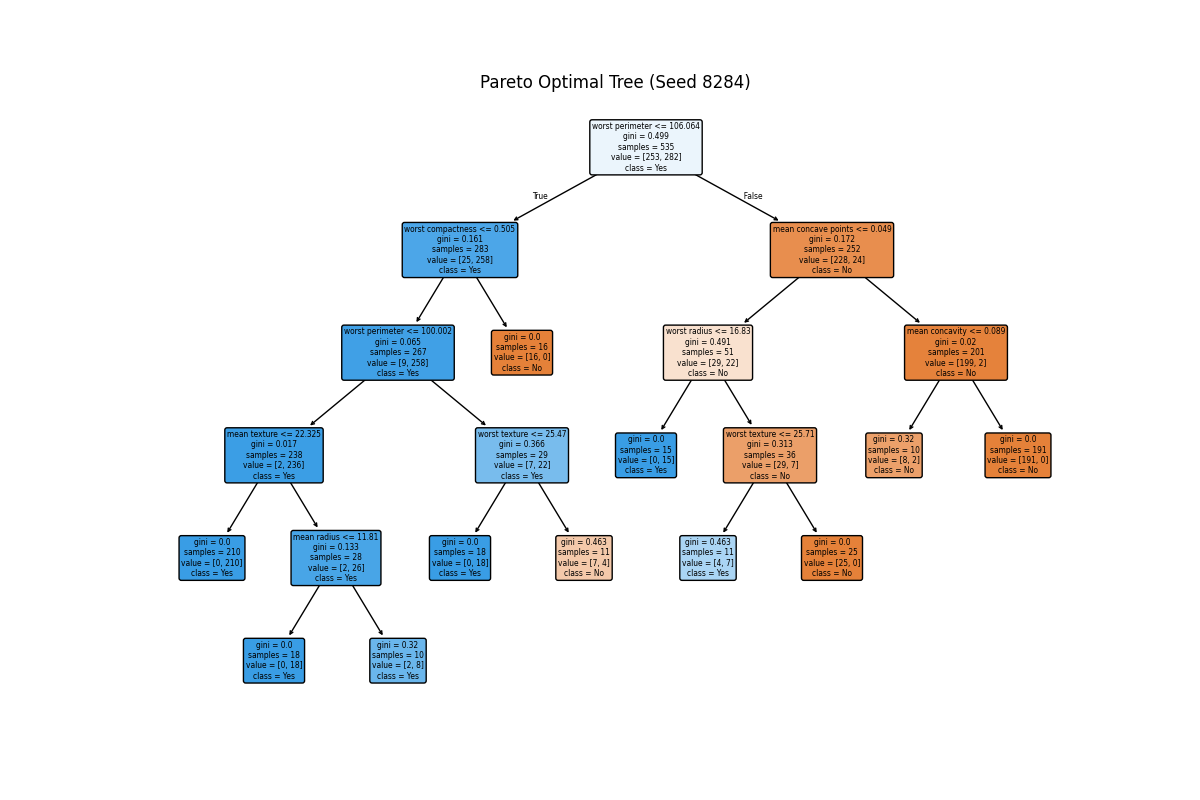 Pareto Optimal Tree (Seed 8284)
worst perimeter <= 106.064
gini = 0.499
samples = 535
value = [253, 282]
class = Yes
True
False
worst compactness <= 0.505
gini = 0.161
samples = 283
value = [25, 258]
class = Yes
mean concave points <= 0.049
gini = 0.172
samples = 252
value = [228, 24]
class = No
worst perimeter <= 100.002
gini = 0.065
samples = 267
value = [9, 258]
class = Yes
gini = 0.0
samples = 16
value = [16, 0]
class = No
worst radius <= 16.83
gini = 0.491
samples = 51
value = [29, 22]
class = No
mean concavity <= 0.089
gini = 0.02
samples = 201
value = [199, 2]
class = No
mean texture <= 22.325
gini = 0.017
samples = 238
value = [2, 236]
class = Yes
worst texture <= 25.47
gini = 0.366
samples = 29
value = [7, 22]
class = Yes
gini = 0.0
samples = 15
value = [0, 15]
class = Yes
worst texture <= 25.71
gini = 0.313
samples = 36
value = [29, 7]
class = No
gini = 0.32
samples = 10
value = [8, 2]
class = No
gini = 0.0
samples = 191
value = [191, 0]
class = No
gini = 0.0
samples = 210
value = [0, 210]
class = Yes
mean radius <= 11.81
gini = 0.133
samples = 28
value = [2, 26]
class = Yes
gini = 0.0
samples = 18
value = [0, 18]
class = Yes
gini = 0.463
samples = 11
value = [7, 4]
class = No
gini = 0.463
samples = 11
value = [4, 7]
class = Yes
gini = 0.0
samples = 25
value = [25, 0]
class = No
gini = 0.0
samples = 18
value = [0, 18]
class = Yes
gini = 0.32
samples = 10
value = [2, 8]
class = Yes